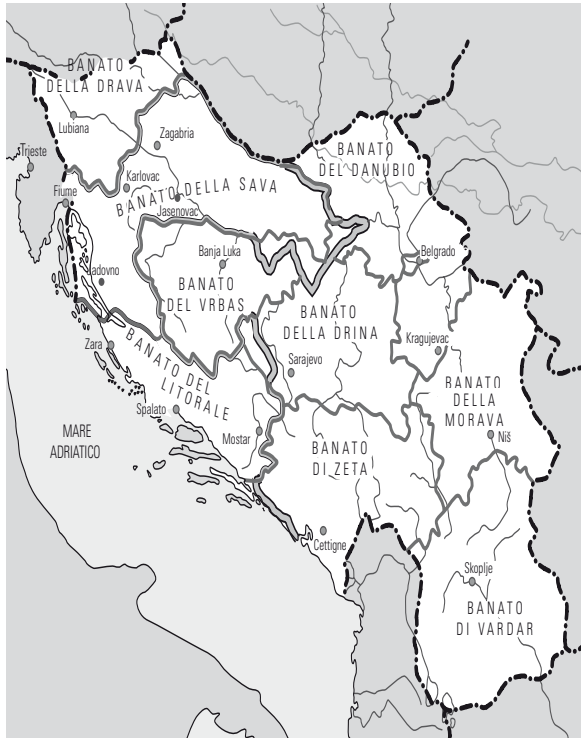 BANATO
DELLA DRAVA
Lubiana
Trieste
Zagabria
BANATO
DEL DANUBIO
Karlovac
BANATO DELLA SAVA
Fiume
Jasenovac
Banja Luka
Belgrado
Jadovno
BANATO
DEL VRBAS
BANATO
DELLA DRINA
Zara
BANATO DEL
LITORALE
Sarajevo
Kragujevac
BANATO
DELLA
MORAVA
Spalato
MARE
ADRIATICO
Mostar
BANATO
DI ZETA
Niš
Cettigne
Skoplje
BANATO
DI VARDAR